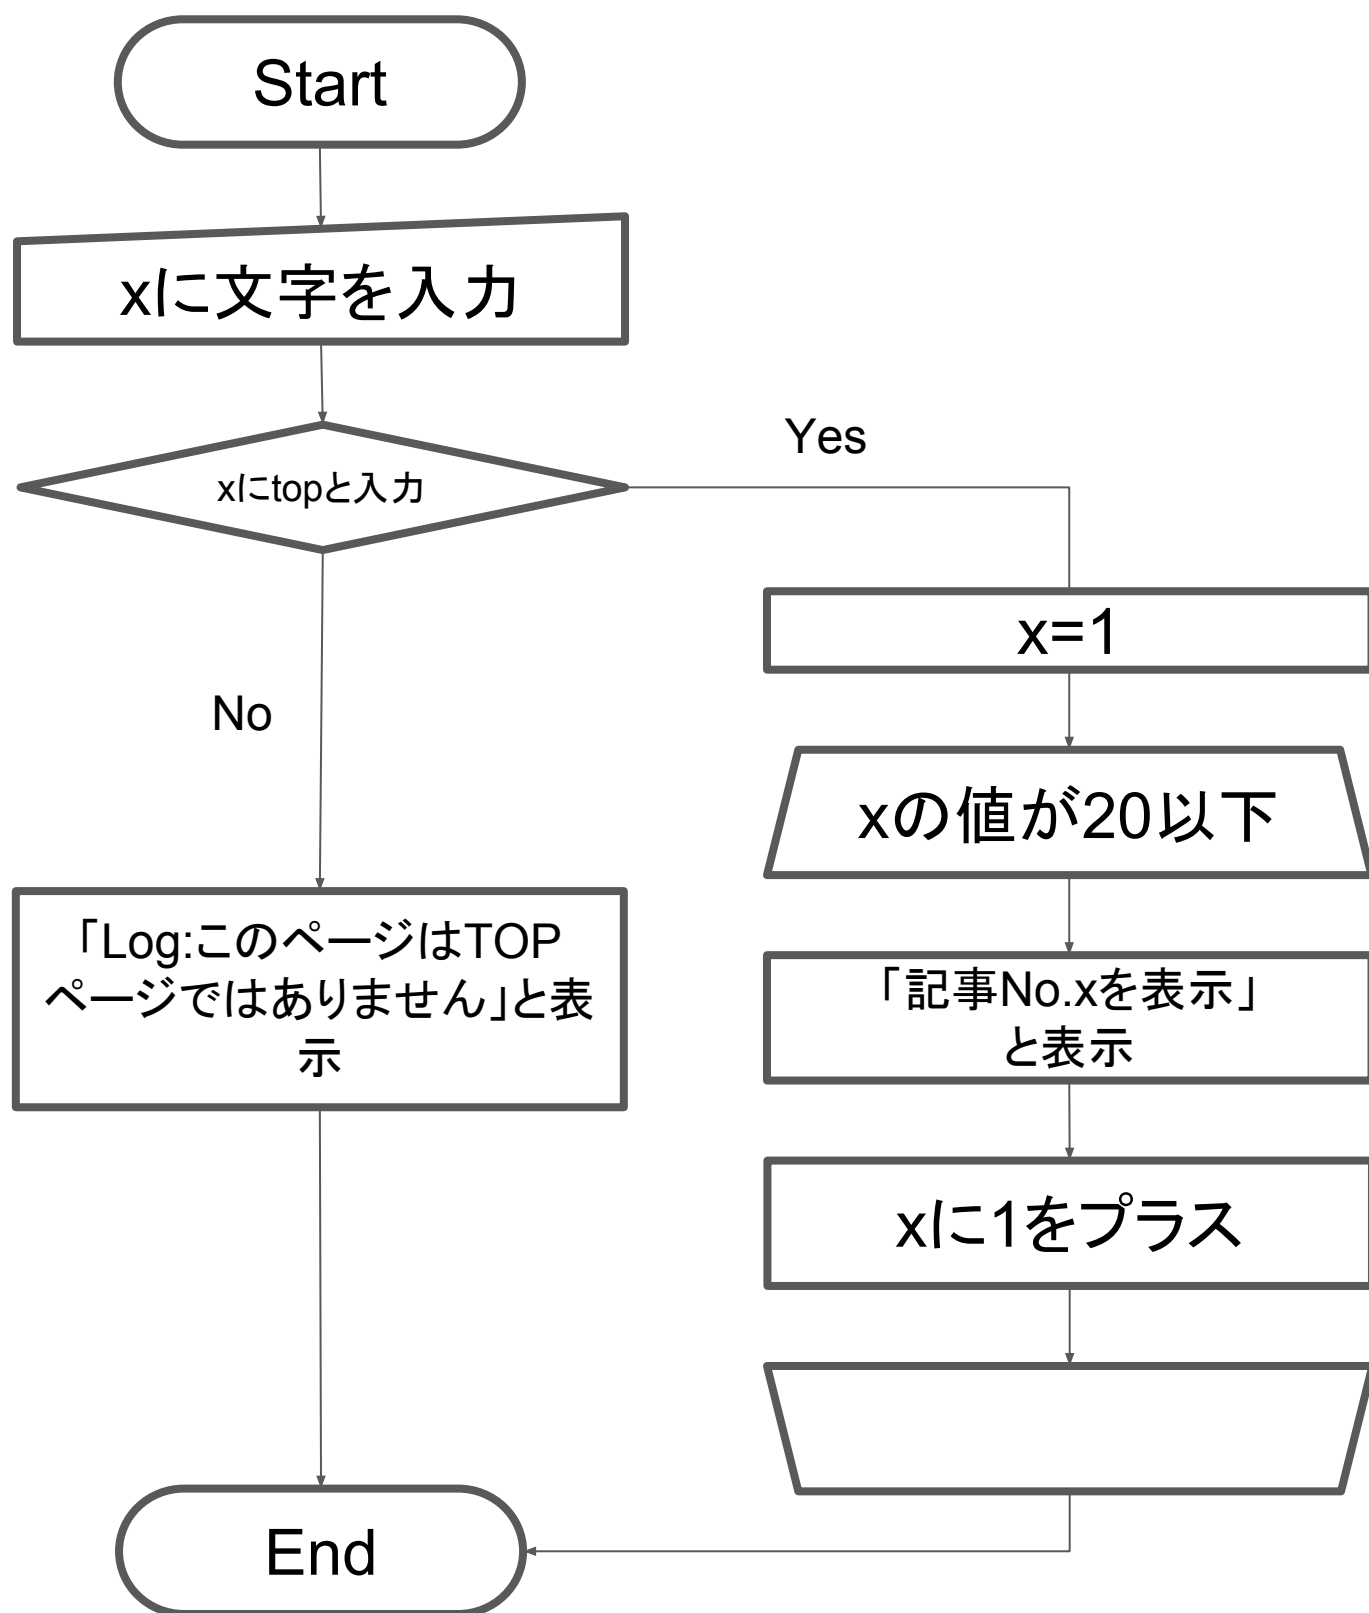 Start
xに文字を入力
xにtopと入力
Yes
x=1
No
xの値が20以下
「Log:このページはTOP
ページではありません」と表
示
「記事No.xを表示」
と表示
xに1をプラス
End